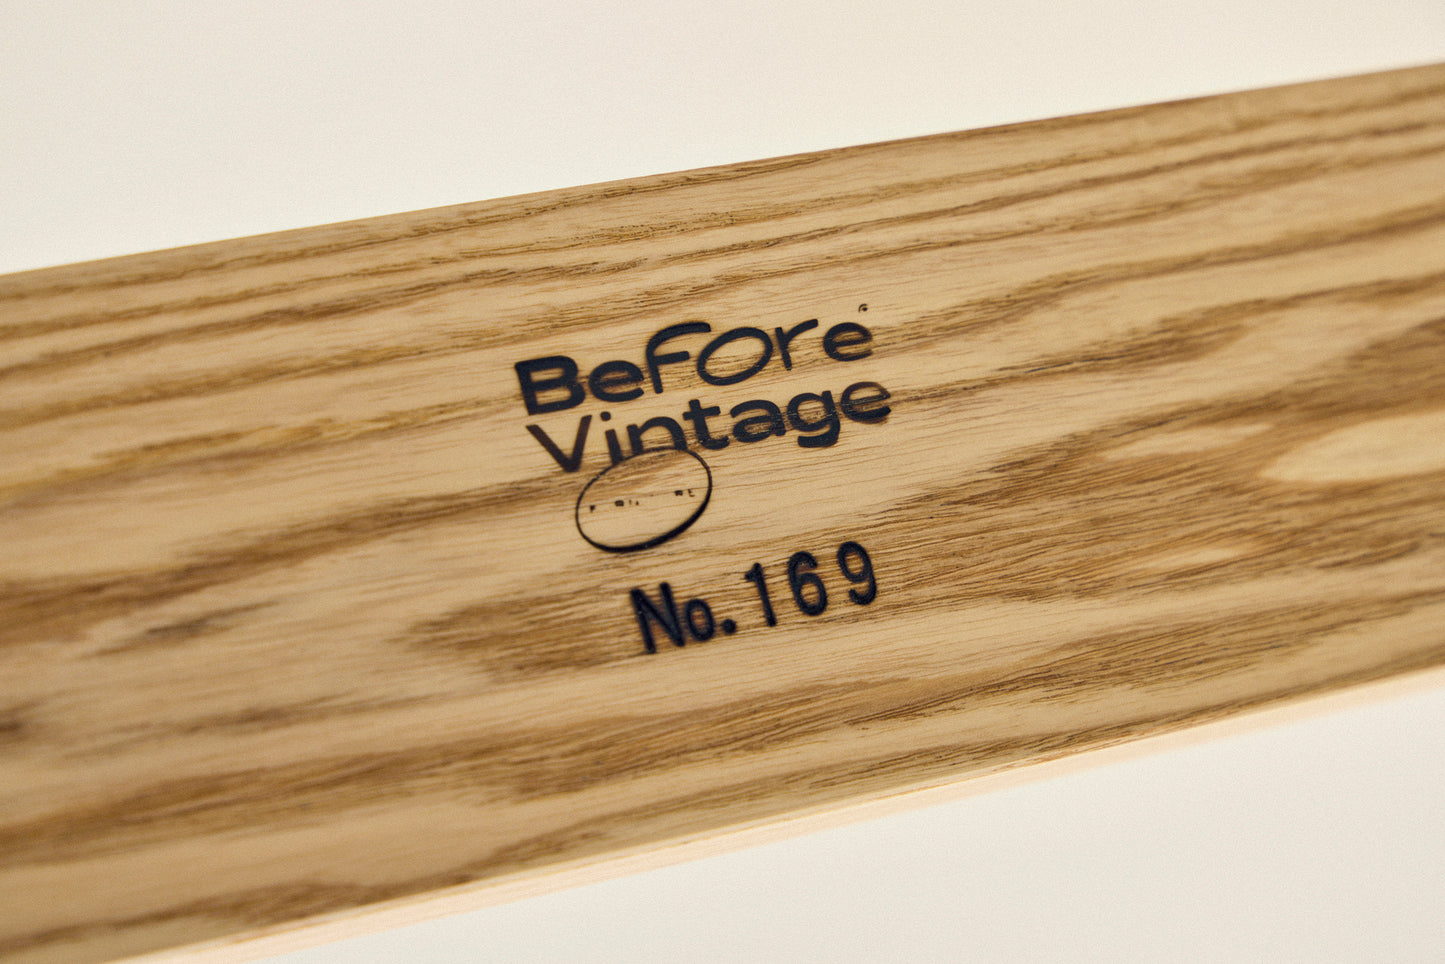 Before
Vintage
No. 169